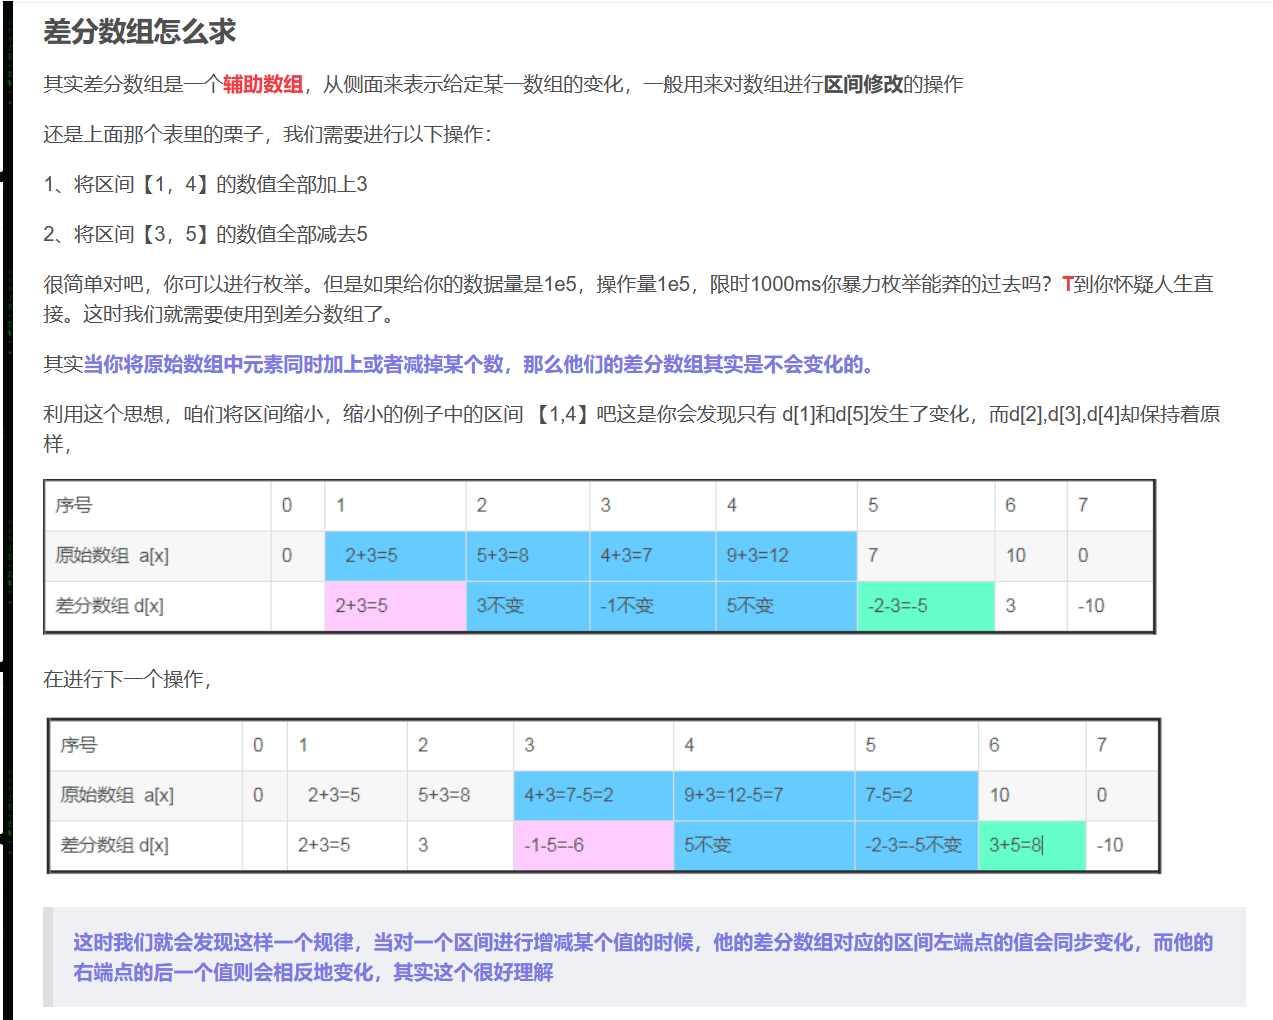 差分数组怎么求
其实差分数组是一个辅助数组，从侧面来表示给定某一数组的变化，一般用来对数组进行区间修改的操作
还是上面那个表里的栗子，我们需要进行以下操作：
1、将区间【1，4】的数值全部加上3
2、将区间【3，5】的数值全部减去5
很简单对吧，你可以进行枚举。但是如果给你的数据量是1e5，操作量1e5，限时1000ms你暴力枚举能莽的过去吗？T到你怀疑人生直
接。这时我们就需要使用到差分数组了。
其实当你将原始数组中元素同时加上或者减掉某个数，那么他们的差分数组其实是不会变化的。
利用这个思想，咱们将区间缩小，缩小的例子中的区间 【1,4】吧这是你会发现只有 d[1]和d[5]发生了变化，而d[2],d[3],d[4]却保持着原
样，
序号 0 1 2 3 4 5 6 7
原始数组 a[x] 0 2+3=5 5+3=8 4+3=7 9+3=12 7 10 0
差分数组 d[x] 2+3=5 3不变 -1不变 5不变 -2-3=-5 3 -10
在进行下一个操作，
序号 0 1 2 3 4 5 6 7
原始数组 a[x] 0 2+3=5 5+3=8 4+3=7-5=2 9+3=12-5=7 7-5=2 10 0
差分数组 d[x] 2+3=5 3 -1-5=-6 5不变 -2-3=-5不变 3+5=8 -10
这时我们就会发现这样一个规律，当对一个区间进行增减某个值的时候，他的差分数组对应的区间左端点的值会同步变化，而他的
右端点的后一个值则会相反地变化，其实这个很好理解